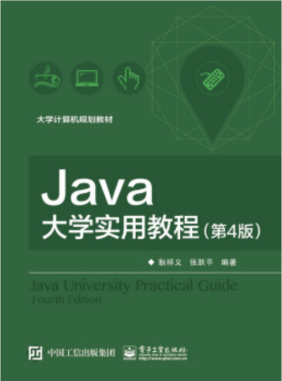 大学计算机规划教材
Java
大学实用教程(第4版)
◆ 耿祥义 张跃平 编著
Java University Practical Guide
Fourth Edition
中国工信出版集团 电子工业出版社